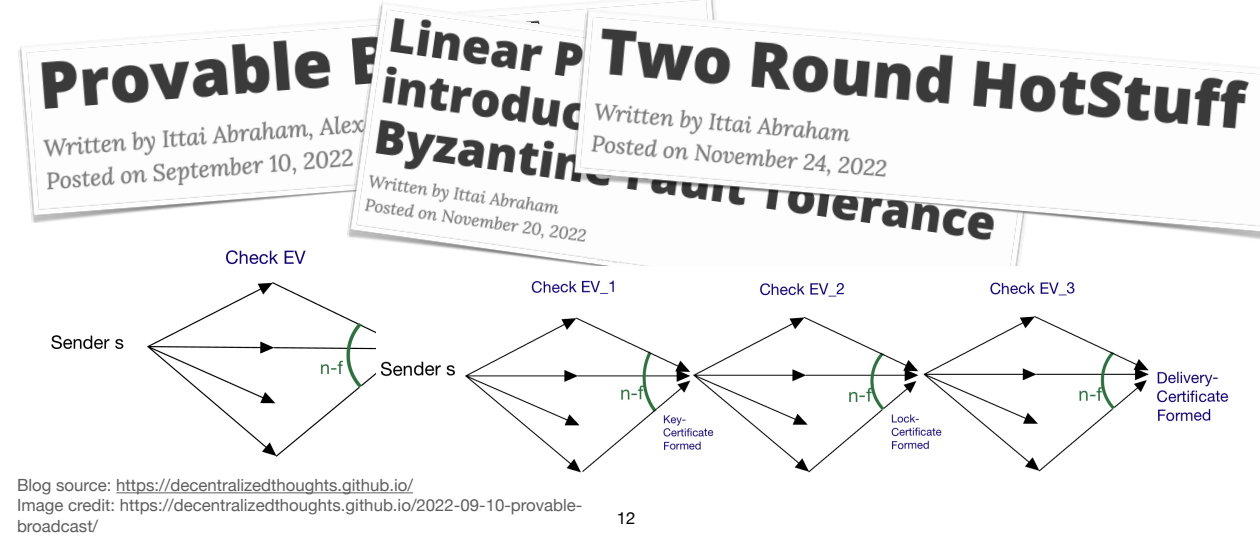 Provable
Written by Ittai Abraham, Alex
Posted on September 10, 2022
Linear P
introduc
Byzantine Fault Tolerance
Written by Ittai Abraham
Posted on November 20, 2022
Two Round HotStuff
Written by Ittai Abraham
Posted on November 24, 2022
Check EV
Sender s
n-f
Check EV_1
Check EV_2
Check EV_3
Sender s
n-f
n-f
n-f
Key-
Certificate
Formed
Lock-
Certificate
Formed
Delivery-
Certificate
Formed
Blog source: https://decentralizedthoughts.github.io/
Image credit: https://decentralizedthoughts.github.io/2022-09-10-provable-
broadcast/
12